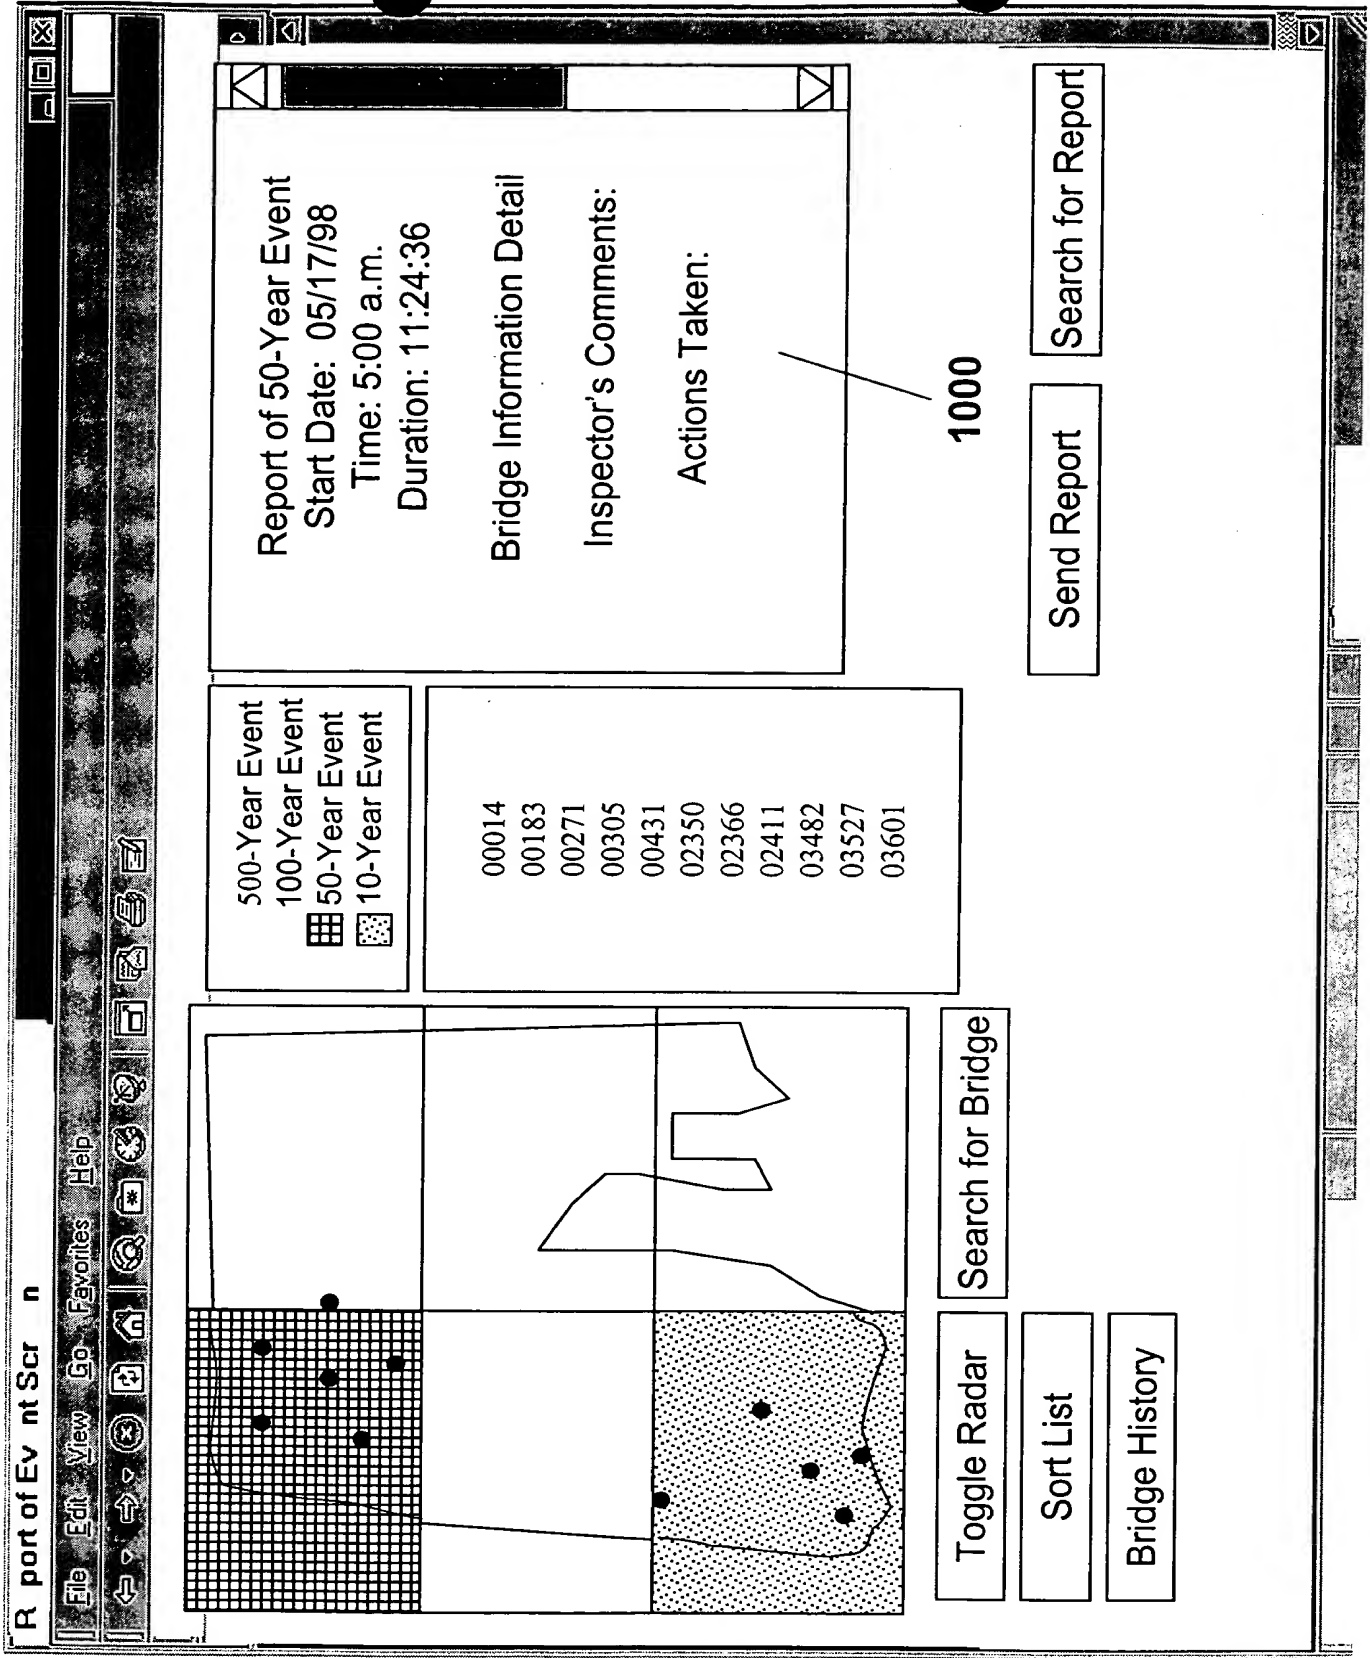 R port of Ev nt Scr n
File Edit View Go Favorites Help
500-Year Event
100-Year Event
50-Year Event
10-Year Event
00014
00183
00271
00305
00431
02350
02366
02411
03482
03527
03601
Report of 50-Year Event
Start Date: 05/17/98
Time: 5:00 a.m.
Duration: 11:24:36
Bridge Information Detail
Inspector's Comments:
Actions Taken:
1000
Toggle Radar
Search for Bridge
Sort List
Bridge History
Send Report
Search for Report